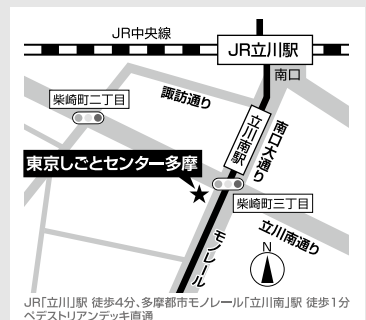 JR中央線
JR立川駅
南口
柴崎町二丁目
諏訪通り
立川南駅
南口大通り
東京しごとセンター多摩
柴崎町三丁目
立川南通り
モノレール
N
JR「立川」駅 徒歩4分、多摩都市モノレール「立川南」駅 徒歩1分
ペデストリアンデッキ直通